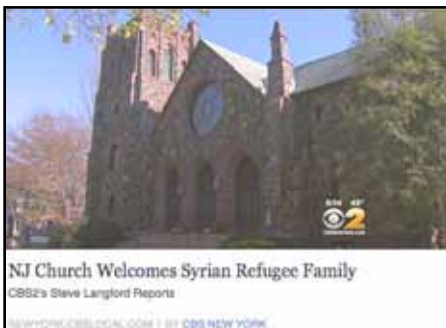 2
NJ Church Welcomes Syrian Refugee Family
CBS2's Steve Langford Reports
NEWYORK.CBSLOCAL.COM | BY CBS NEW YORK